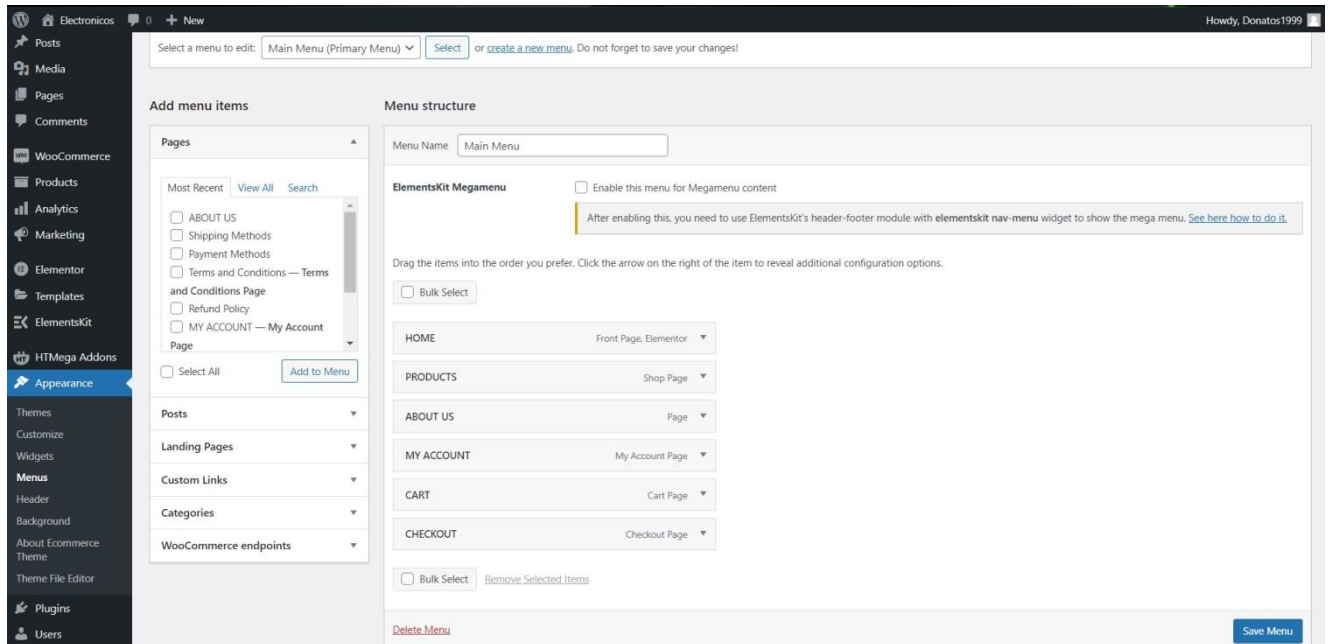 Electronicos 0 + New Howdy, Donatos1999
Posts
Media
Pages
Comments
WooCommerce
Products
Analytics
Marketing
Elementor
Templates
ElementsKit
HTMega Addons
Appearance
Themes
Customize
Widgets
Menus
Header
Background
About Ecommerce
Theme
Theme File Editor
Plugins
Users
Select a menu to edit: Main Menu (Primary Menu) Select or create a new menu. Do not forget to save your changes!
Add menu items
Pages
Most Recent View All Search
ABOUT US
Shipping Methods
Payment Methods
Terms and Conditions — Terms
and Conditions Page
Refund Policy
MY ACCOUNT — My Account
Page
Select All Add to Menu
Posts
Landing Pages
Custom Links
Categories
WooCommerce endpoints
Menu structure
Menu Name Main Menu
ElementsKit Megamenu Enable this menu for Megamenu content
After enabling this, you need to use ElementsKit's header-footer module with elementskit nav-menu widget to show the mega menu. See here how to do it.
Drag the items into the order you prefer. Click the arrow on the right of the item to reveal additional configuration options.
Bulk Select
HOME Front Page, Elementor
PRODUCTS Shop Page
ABOUT US Page
MY ACCOUNT My Account Page
CART Cart Page
CHECKOUT Checkout Page
Bulk Select Remove Selected Items
Delete Menu Save Menu